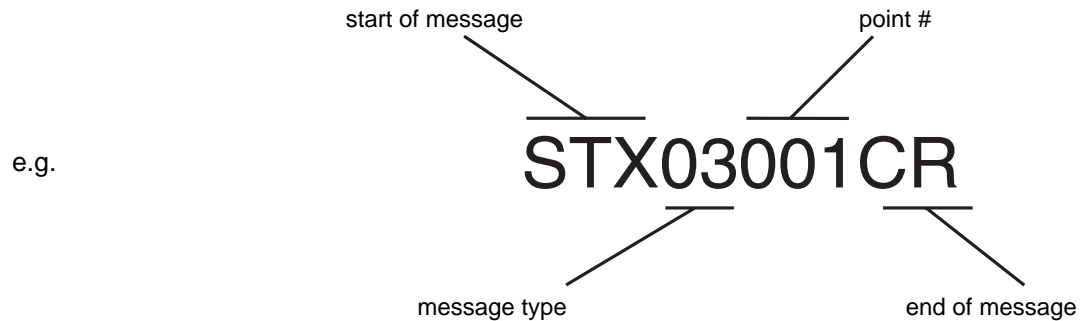 start of message point #
e.g. STX03001CR
message type end of message